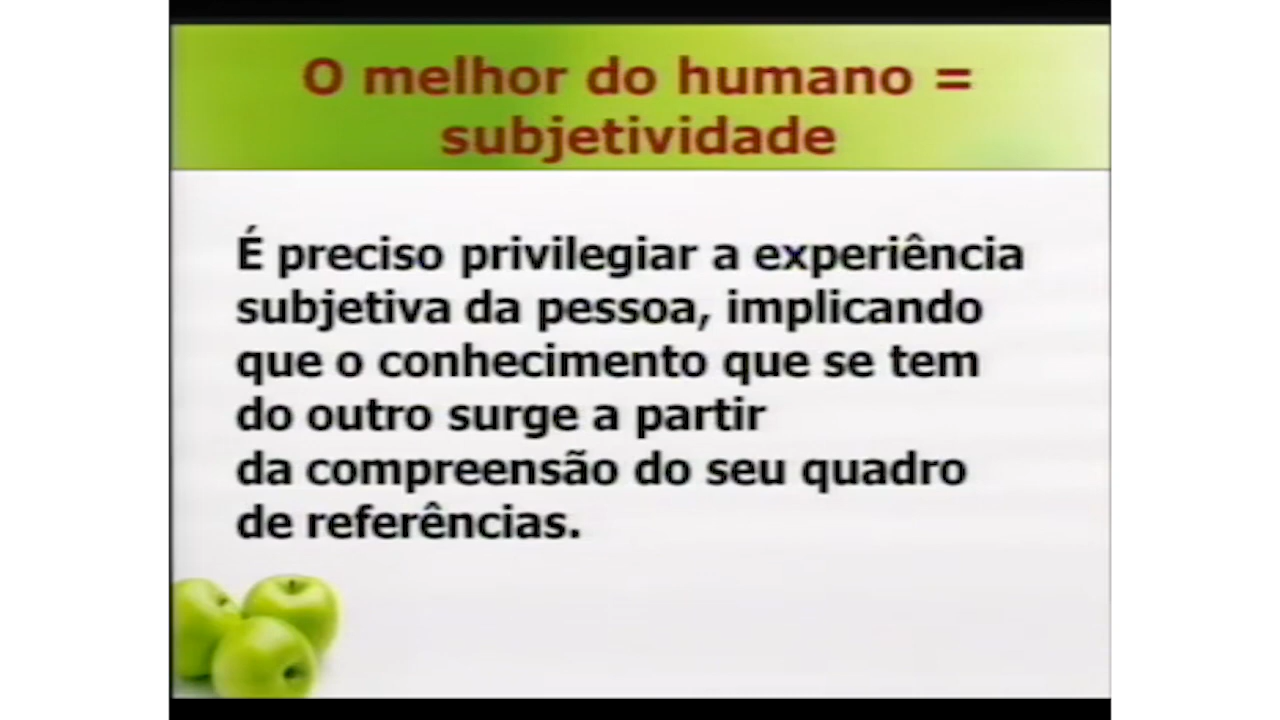 O melhor do humano =
subjetividade
É preciso privilegiar a experiência
subjetiva da pessoa, implicando
que o conhecimento que se tem
do outro surge a partir
da compreensão do seu quadro
de referências.